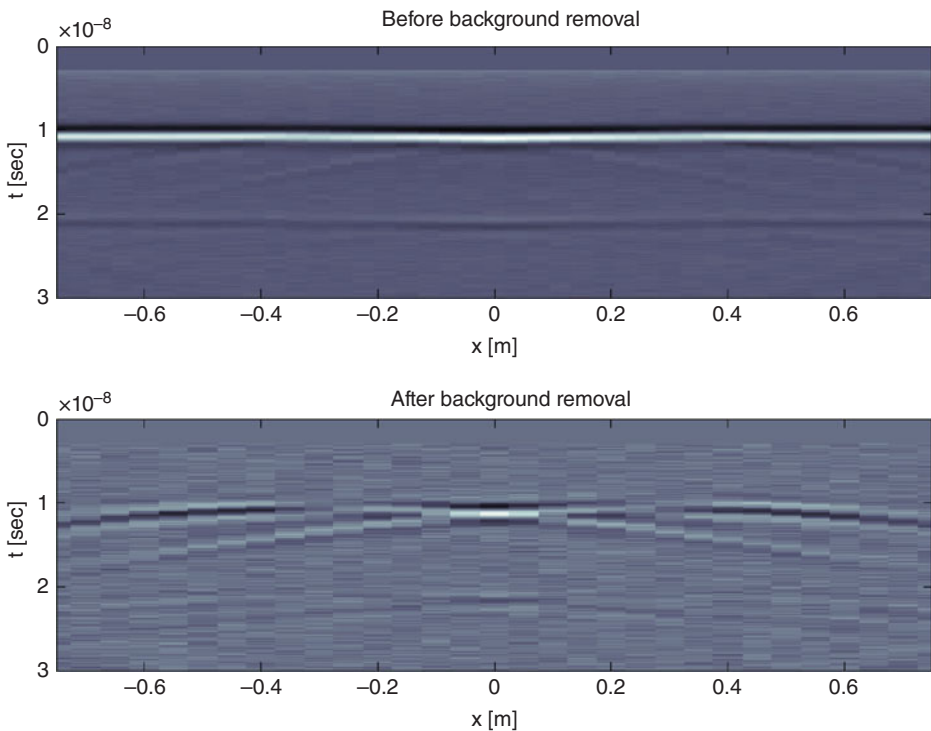 Before background removal
×10⁻⁸
0
1
2
3
t [sec]
−0.6 −0.4 −0.2 0 0.2 0.4 0.6
x [m]
After background removal
×10⁻⁸
0
1
2
3
t [sec]
−0.6 −0.4 −0.2 0 0.2 0.4 0.6
x [m]